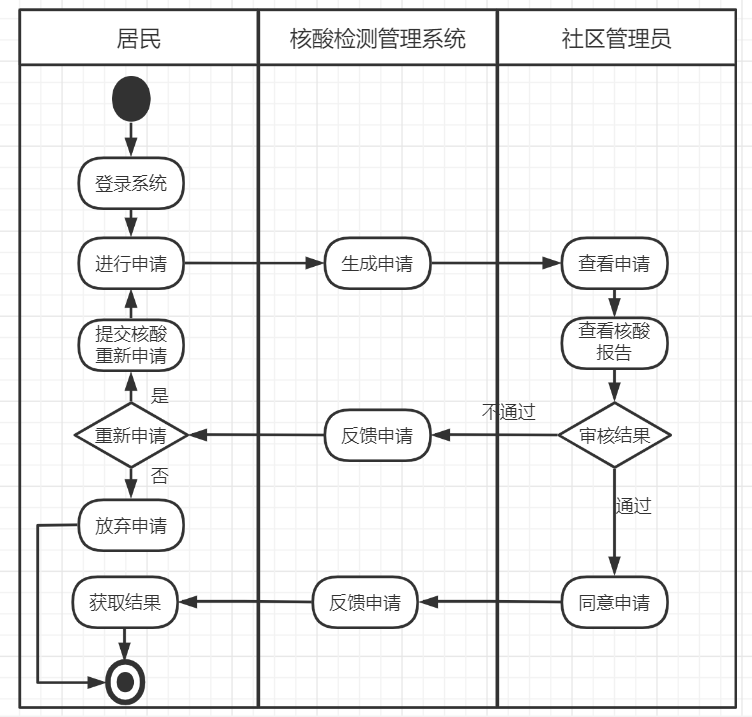 居民
核酸检测管理系统
社区管理员
登录系统
进行申请
生成申请
查看申请
提交核酸
重新申请
查看核酸
报告
是
不通过
重新申请
反馈申请
审核结果
否
通过
放弃申请
获取结果
反馈申请
同意申请